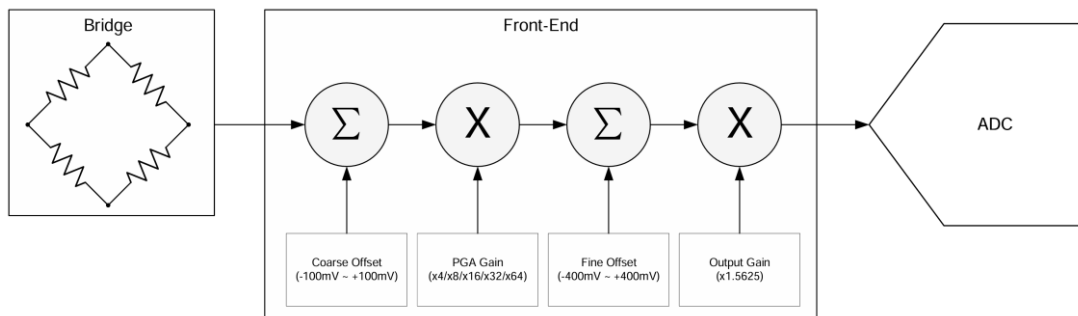 Bridge
Front-End
Σ
X
Σ
X
ADC
Coarse Offset
(-100mV ~ +100mV)
PGA Gain
(x4/x8/x16/x32/x64)
Fine Offset
(-400mV ~ +400mV)
Output Gain
(x1.5625)